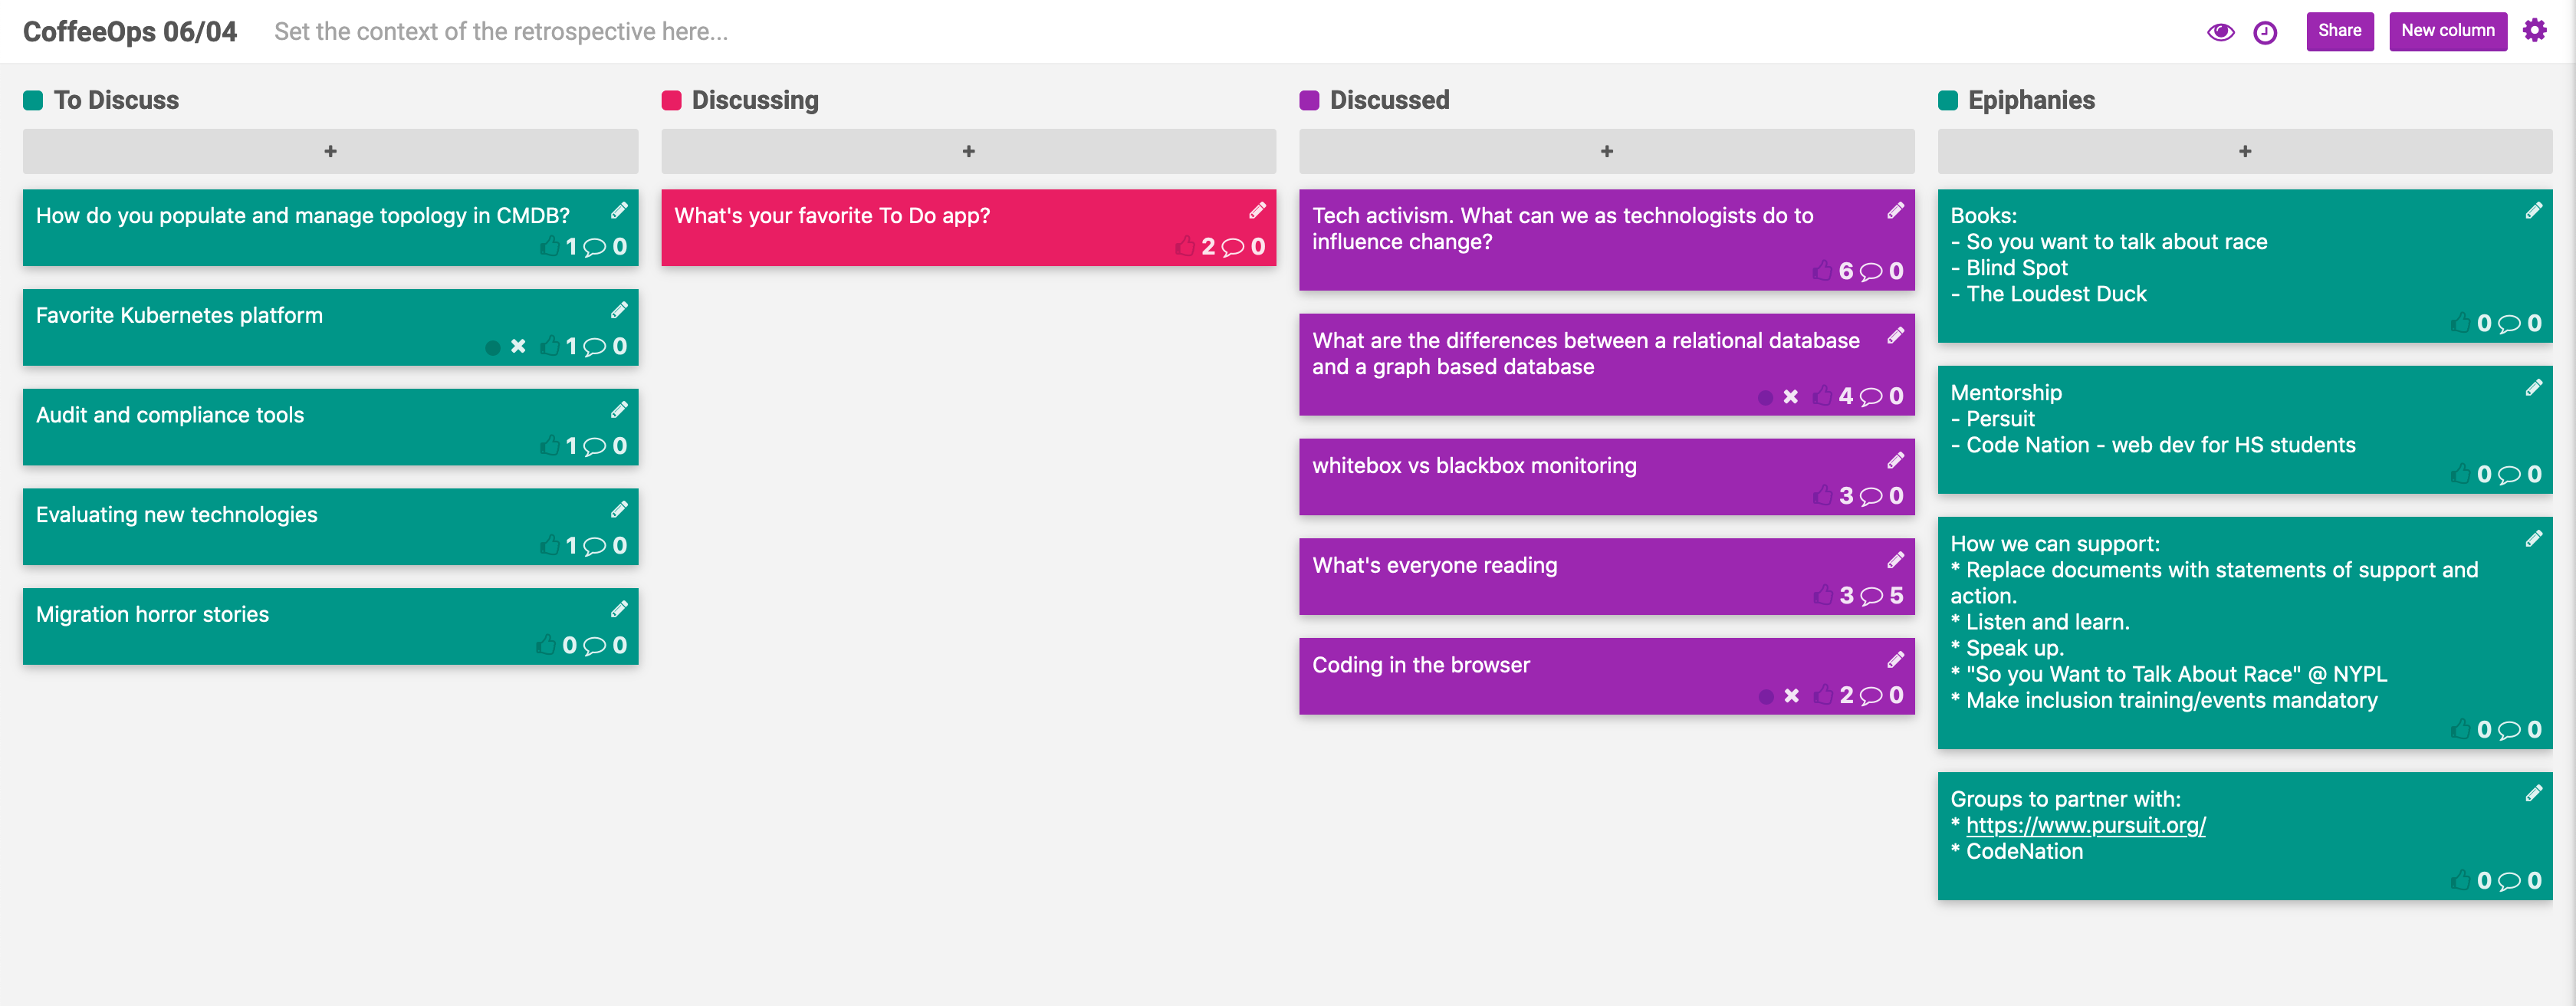 CoffeeOps 06/04
Set the context of the retrospective here...
Share
New column
To Discuss
+
How do you populate and manage topology in CMDB?
1 0
Favorite Kubernetes platform
1 0
Audit and compliance tools
1 0
Evaluating new technologies
1 0
Migration horror stories
0 0
Discussing
+
What's your favorite To Do app?
2 0
Discussed
+
Tech activism. What can we as technologists do to
influence change?
6 0
What are the differences between a relational database
and a graph based database
4 0
whitebox vs blackbox monitoring
3 0
What's everyone reading
3 5
Coding in the browser
2 0
Epiphanies
+
Books:
- So you want to talk about race
- Blind Spot
- The Loudest Duck
0 0
Mentorship
- Persuit
- Code Nation - web dev for HS students
0 0
How we can support:
* Replace documents with statements of support and
action.
* Listen and learn.
* Speak up.
* "So you Want to Talk About Race" @ NYPL
* Make inclusion training/events mandatory
0 0
Groups to partner with:
* https://www.pursuit.org/
* CodeNation
0 0